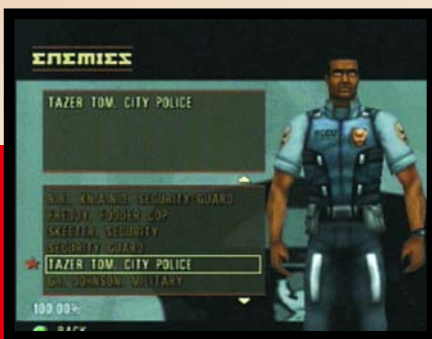 ENEMIES
TAZER TOM, CITY POLICE
SECURITY GUARD
FREDDY, FODDER COP
SKEETER, SECURITY
SECURITY GUARD
TAZER TOM, CITY POLICE
G.I. JOHNSON, MILITARY
100.00%
BACK